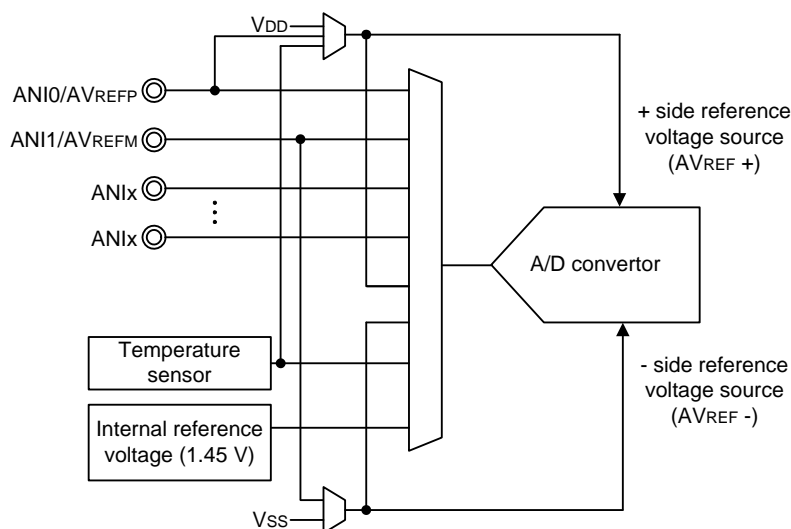 VDD
ANI0/AVREFP
ANI1/AVREFM
ANIx
⋮
ANIx
+ side reference
voltage source
(AVREF +)
A/D convertor
Temperature
sensor
- side reference
voltage source
(AVREF -)
Internal reference
voltage (1.45 V)
VSS